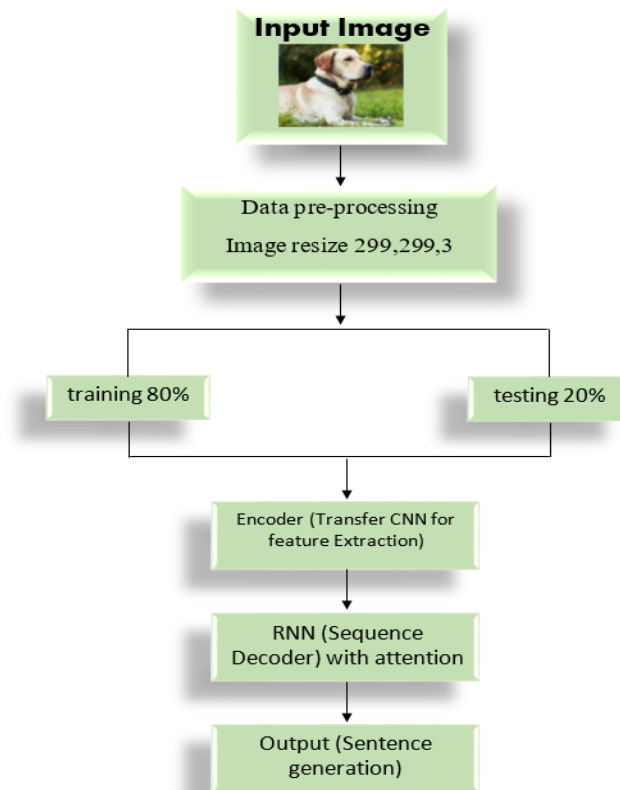 Input Image
Data pre-processing
Image resize 299,299,3
training 80%
testing 20%
Encoder (Transfer CNN for
feature Extraction)
RNN (Sequence
Decoder) with attention
Output (Sentence
generation)